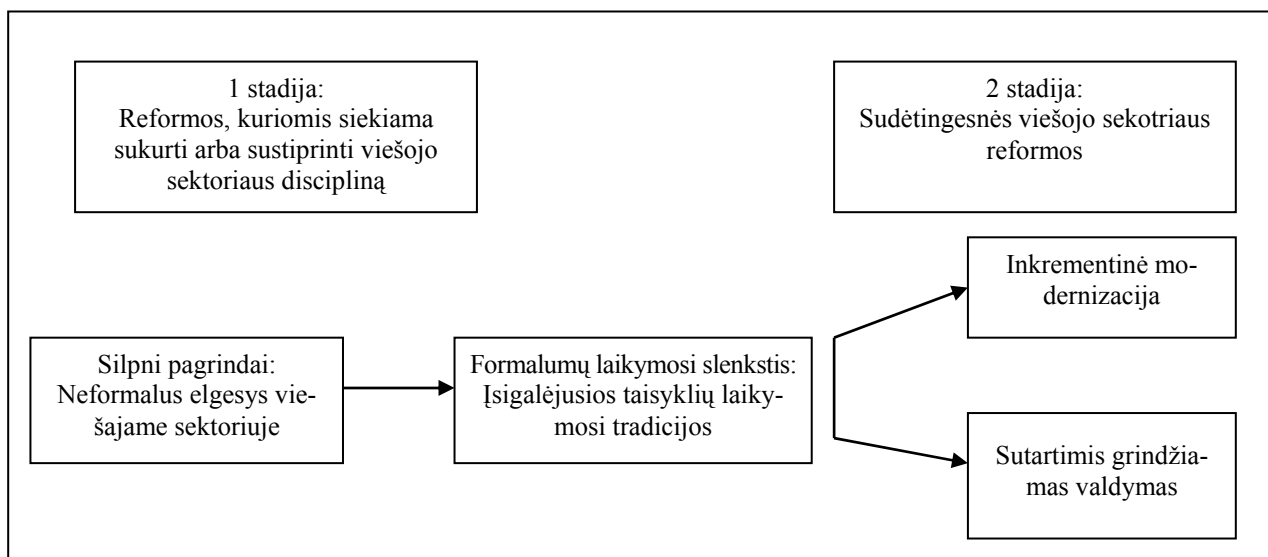 1 stadija:
Reformos, kuriomis siekiama
sukurti arba sustiprinti viešojo
sektoriaus discipliną
2 stadija:
Sudėtingesnės viešojo sekotriaus
reformos
Inkrementinė mo-
dernizacija
Silpni pagrindai:
Neformalus elgesys vie-
šajame sektoriuje
Formalumų laikymosi slenkstis:
Įsigalėjusios taisyklių laiky-
mosi tradicijos
Sutartimis grindžia-
mas valdymas